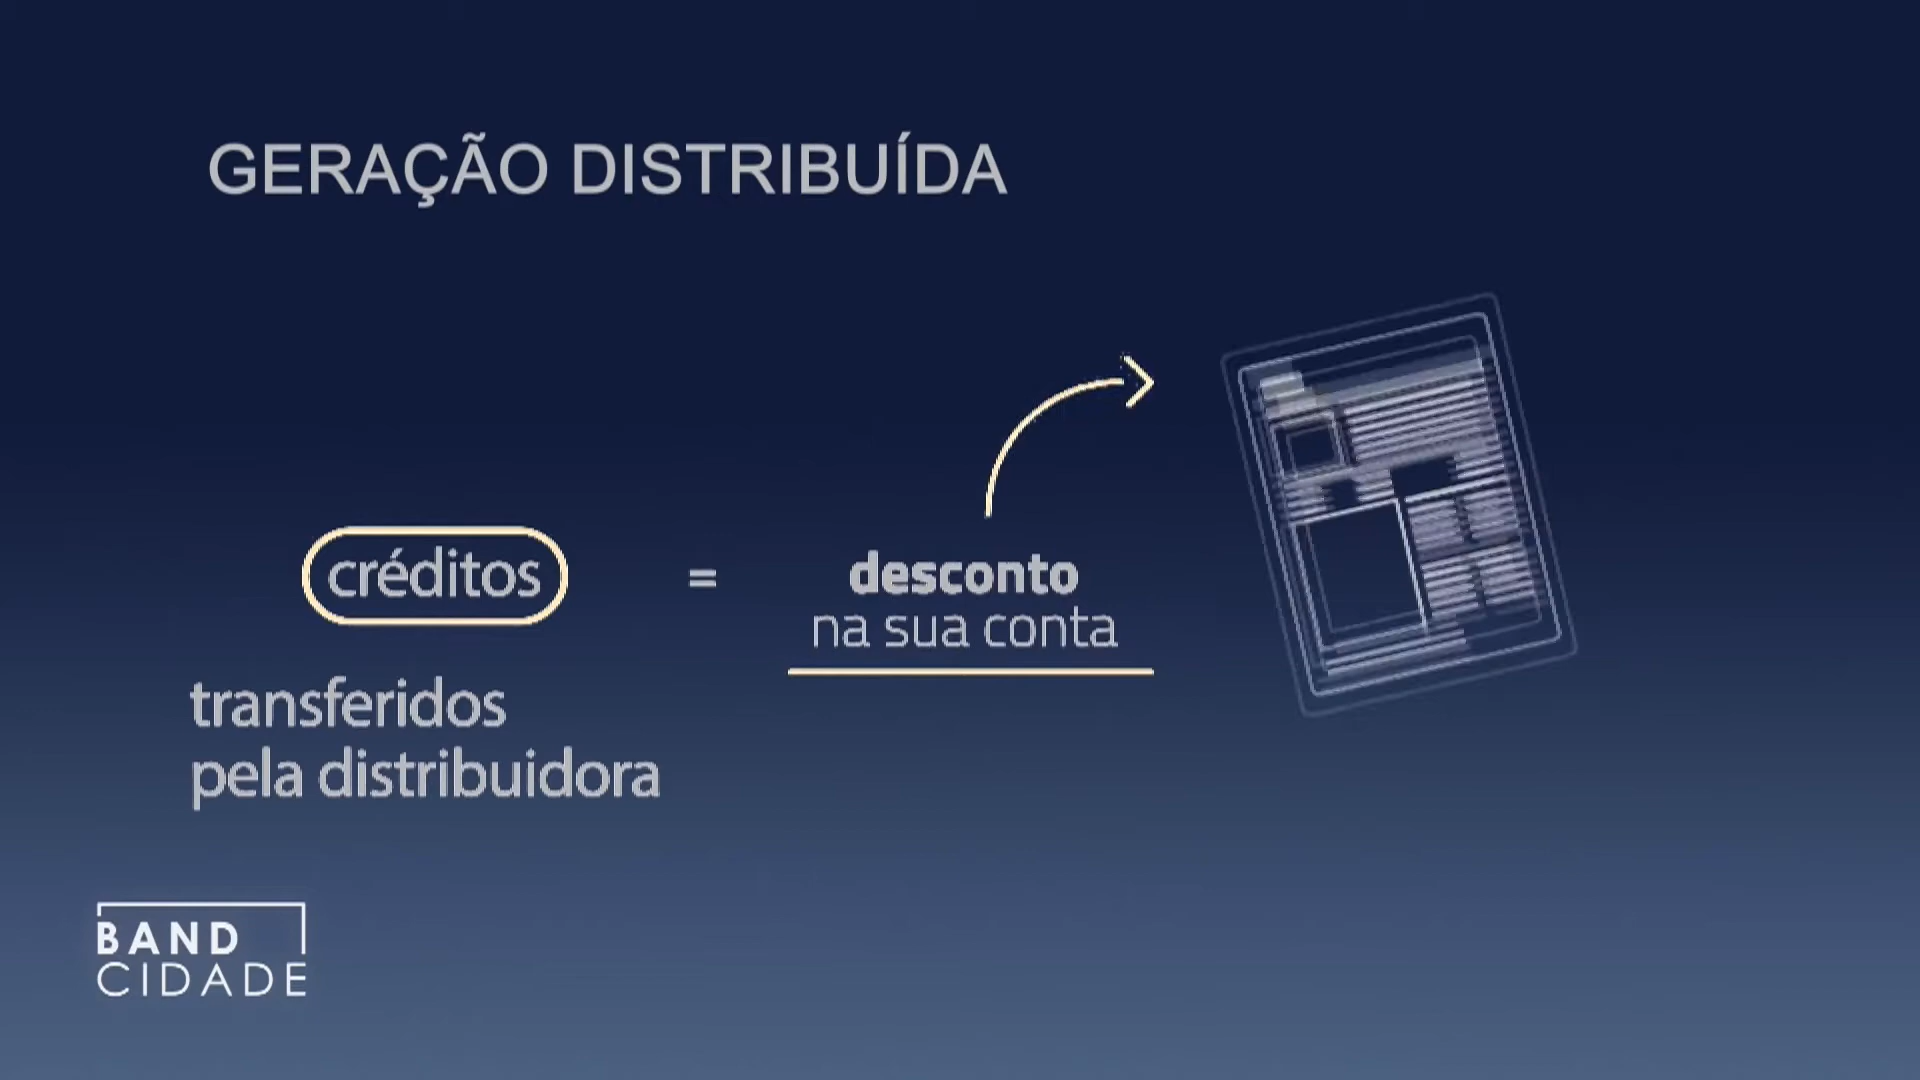 GERAÇÃO DISTRIBUÍDA
créditos
=
desconto
na sua conta
transferidos
pela distribuidora
BAND
CIDADE